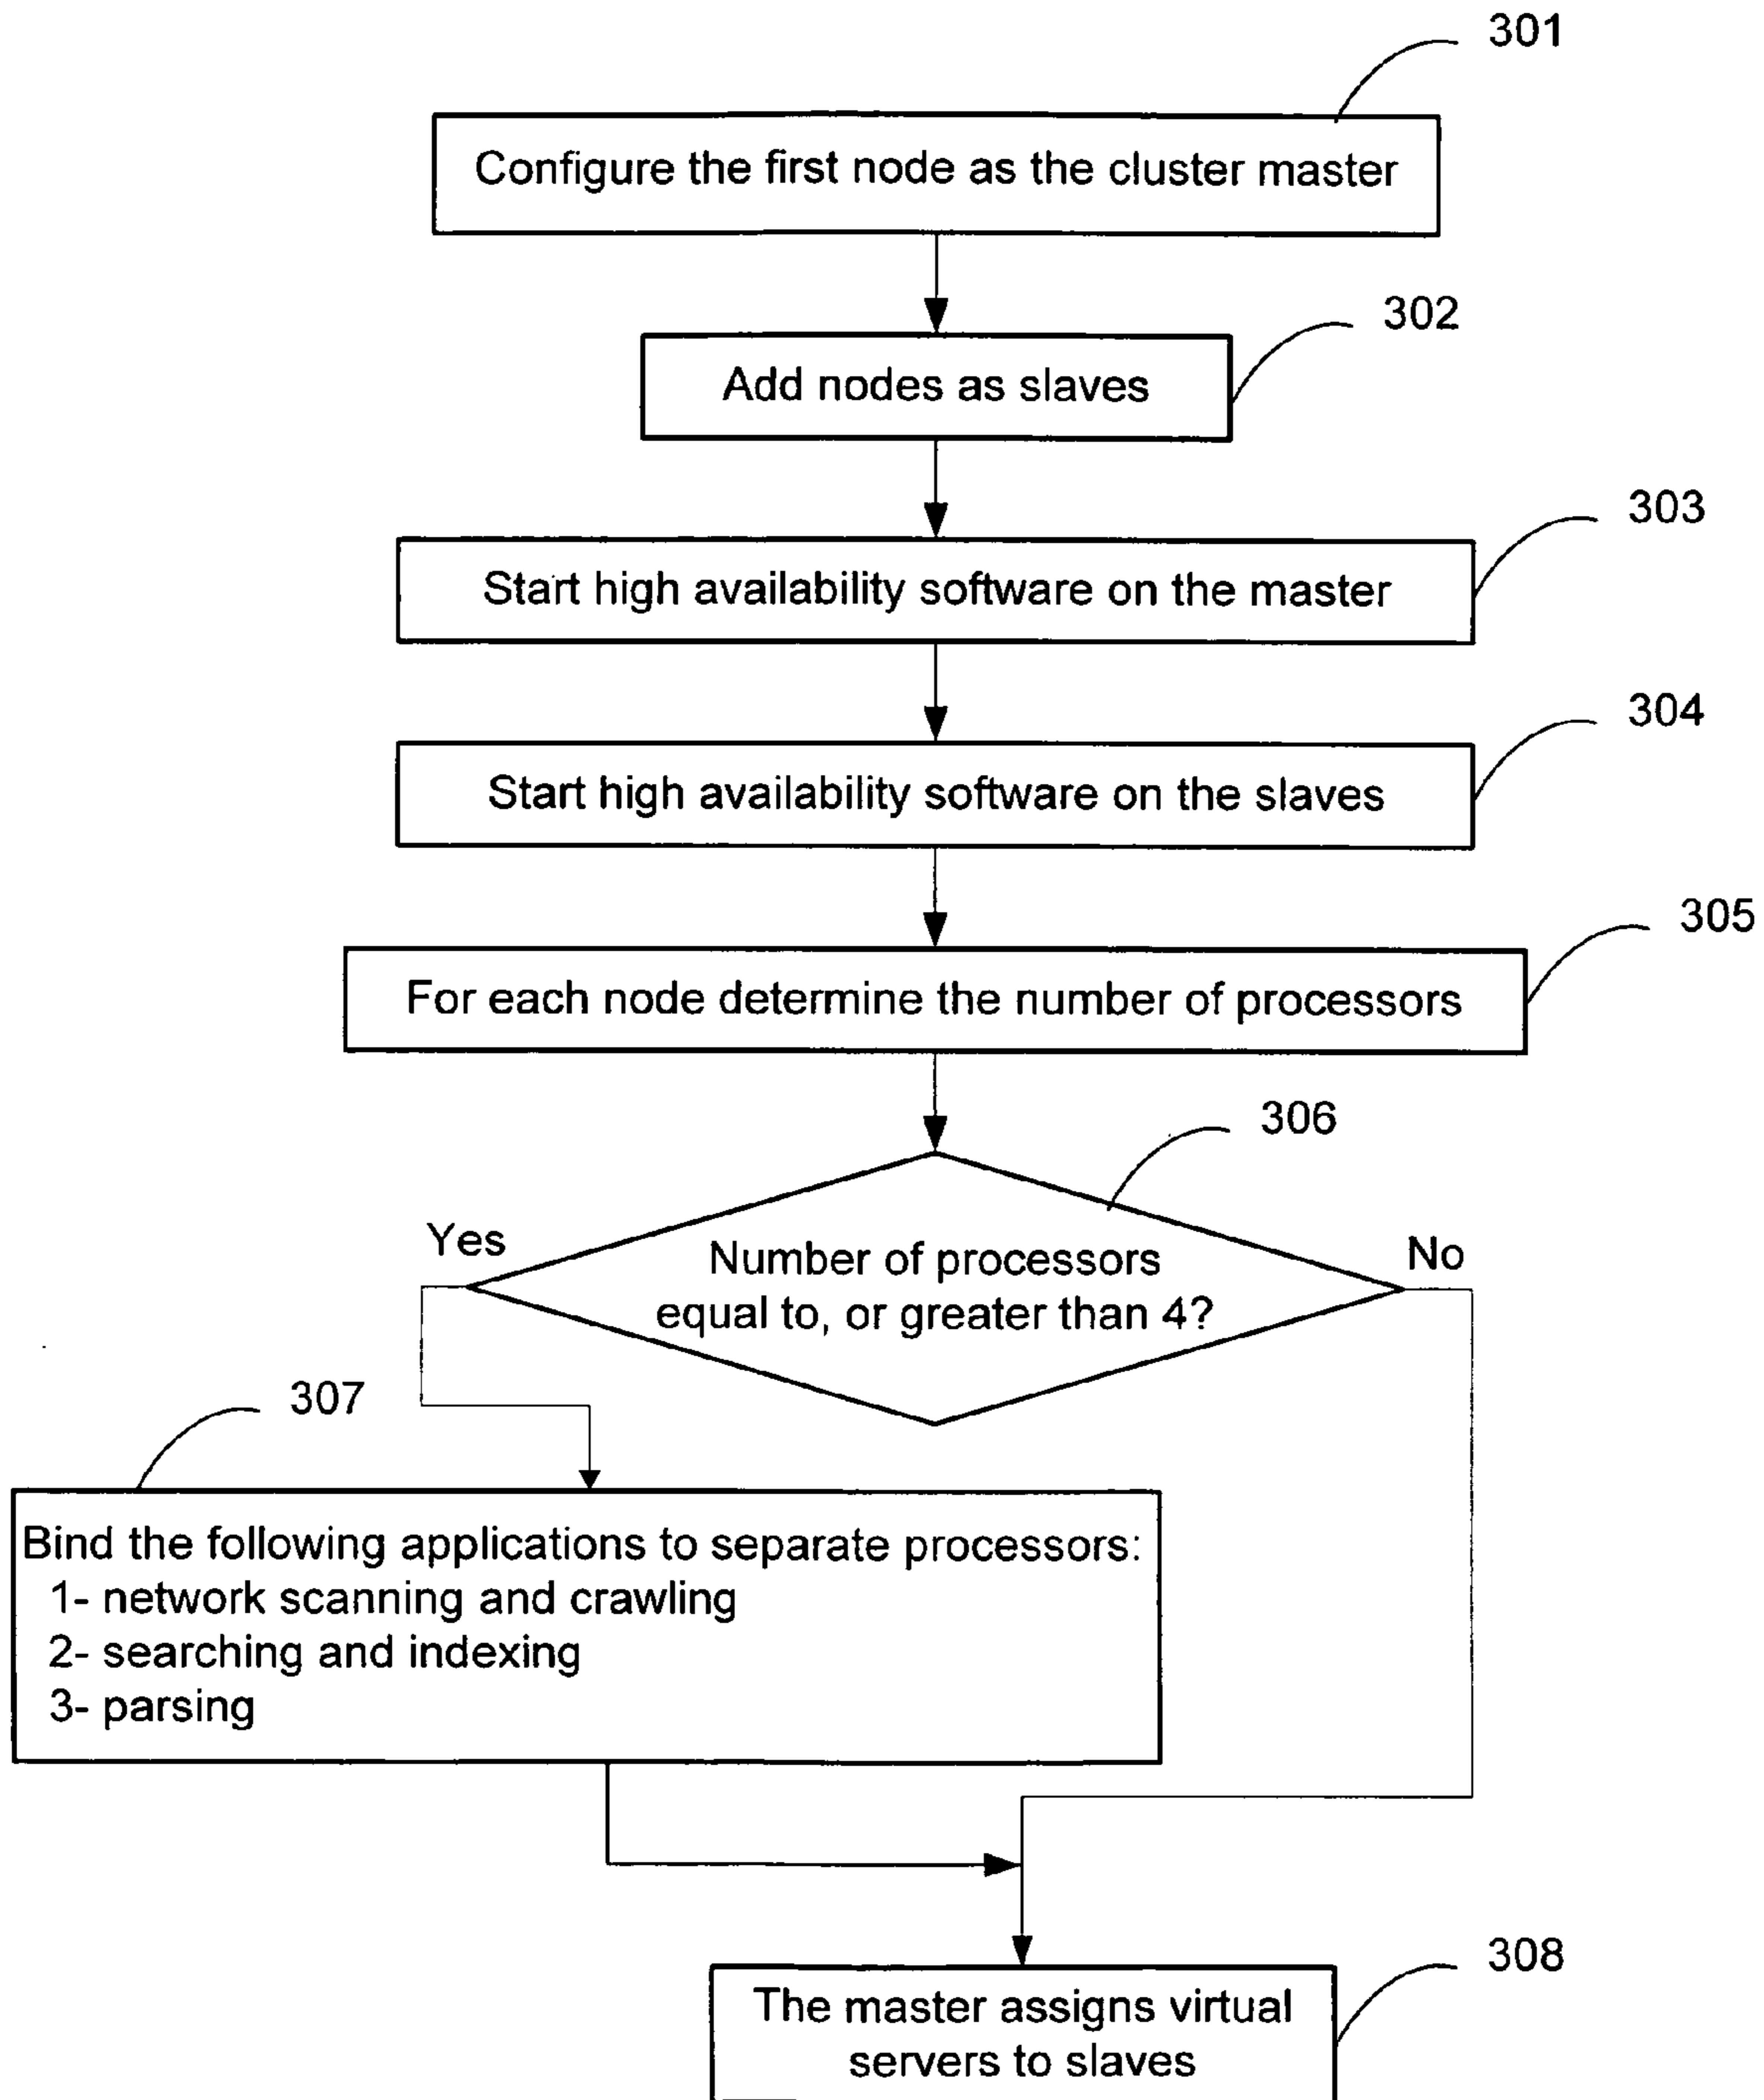 301
Configure the first node as the cluster master
302
Add nodes as slaves
303
Start high availability software on the master
304
Start high availability software on the slaves
305
For each node determine the number of processors
306
Yes
No
Number of processors
equal to, or greater than 4?
307
Bind the following applications to separate processors:
1- network scanning and crawling
2- searching and indexing
3- parsing
308
The master assigns virtual
servers to slaves